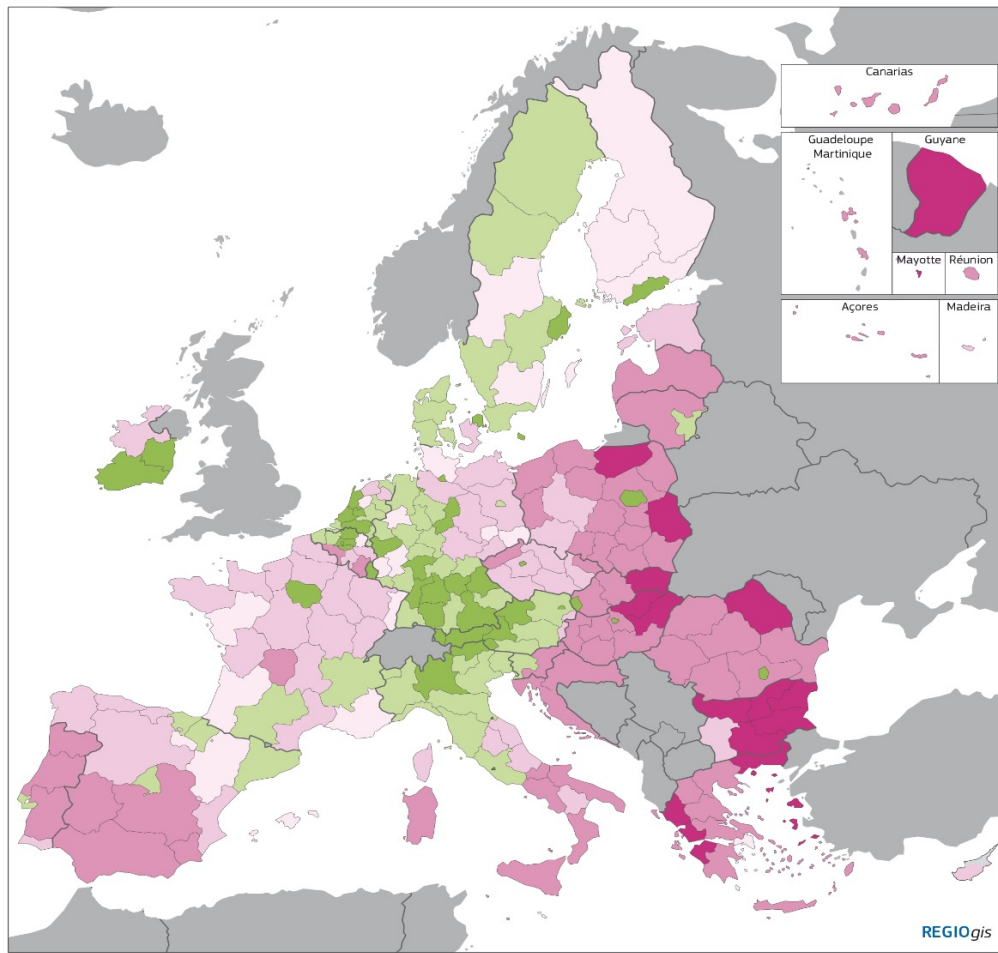 Canarias
Guadeloupe
Martinique
Guyane
Mayotte
Réunion
Açores
Madeira
REGIOgis